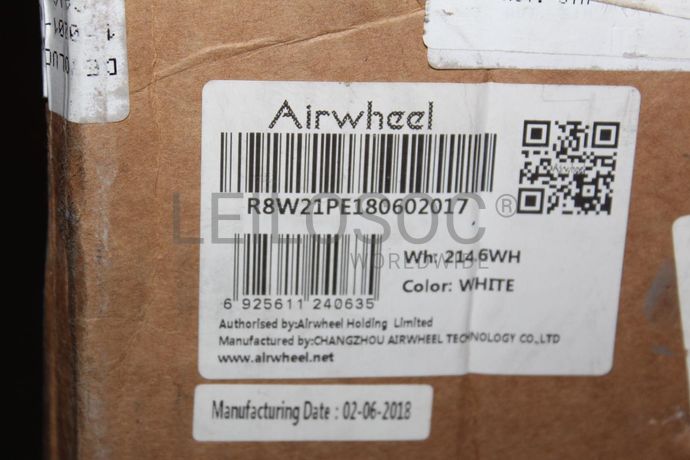 Airwheel
R8W21PE180602017
LEILOSOC ®
WORLDWIDE
Wh: 214.6WH
Color: WHITE
6 925611 240635
Authorised by:Airwheel Holding Limited
Manufactured by:CHANGZHOU AIRWHEEL TECHNOLOGY CO.,LTD
www.airwheel.net
Manufacturing Date : 02-06-2018